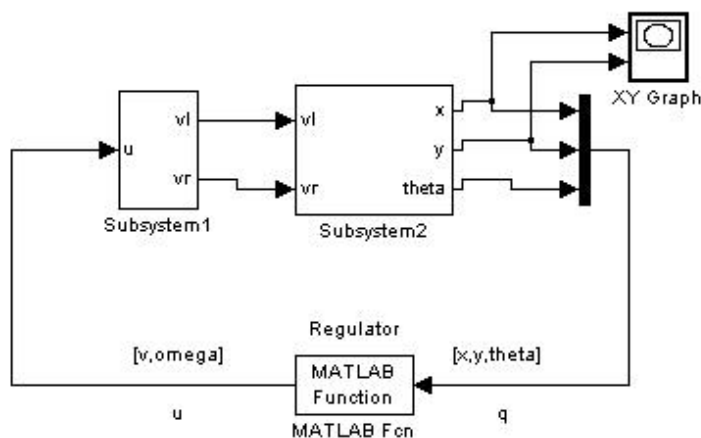 XY Graph
vl
vl
x
u
y
vr
vr
theta
Subsystem1
Subsystem2
Regulator
[v,omega]
[x,y,theta]
MATLAB
Function
u
q
MATLAB Fcn